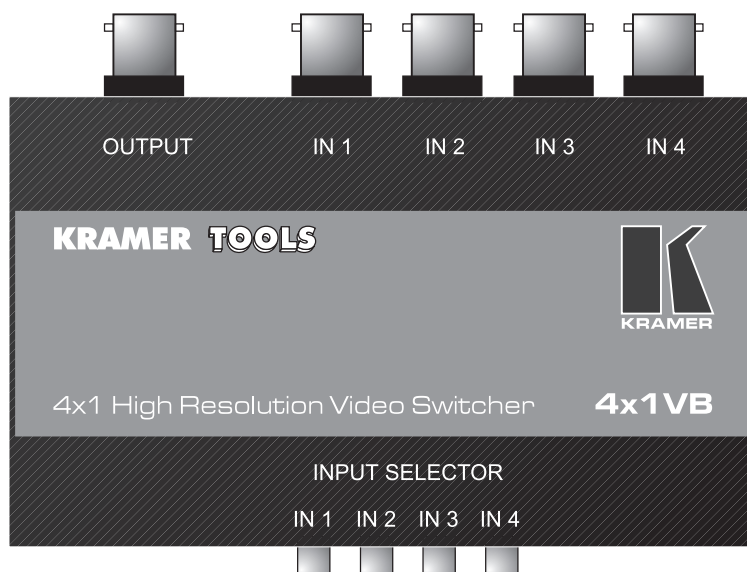 OUTPUT IN 1 IN 2 IN 3 IN 4
KRAMER TOOLS
KRAMER
4x1 High Resolution Video Switcher 4x1VB
INPUT SELECTOR
IN 1 IN 2 IN 3 IN 4